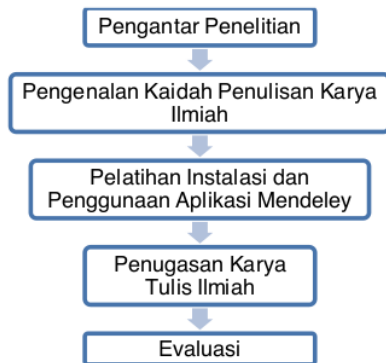 Pengantar Penelitian
Pengenalan Kaidah Penulisan Karya
Ilmiah
Pelatihan Instalasi dan
Penggunaan Aplikasi Mendeley
Penugasan Karya
Tulis Ilmiah
Evaluasi